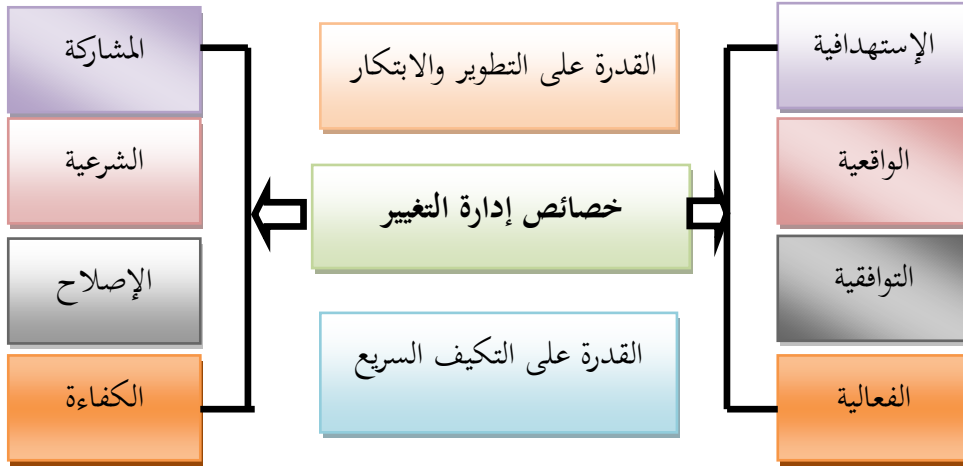 الإستهدافية
القدرة على التطوير والابتكار
المشاركة
الواقعية
خصائص إدارة التغيير
الشرعية
التوافقية
الإصلاح
القدرة على التكيف السريع
الفعالية
الكفاءة